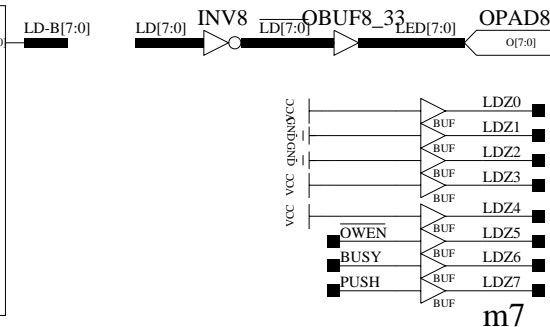 INV8 OBUF8_33 OPAD8
LD-B[7:0] LD[7:0] LD[7:0] LED[7:0] O[7:0]
VCC BUF LDZ0
GND BUF LDZ1
GND BUF LDZ2
VCC BUF LDZ3
VCC BUF LDZ4
OWEN BUF LDZ5
BUSY BUF LDZ6
PUSH BUF LDZ7
m7